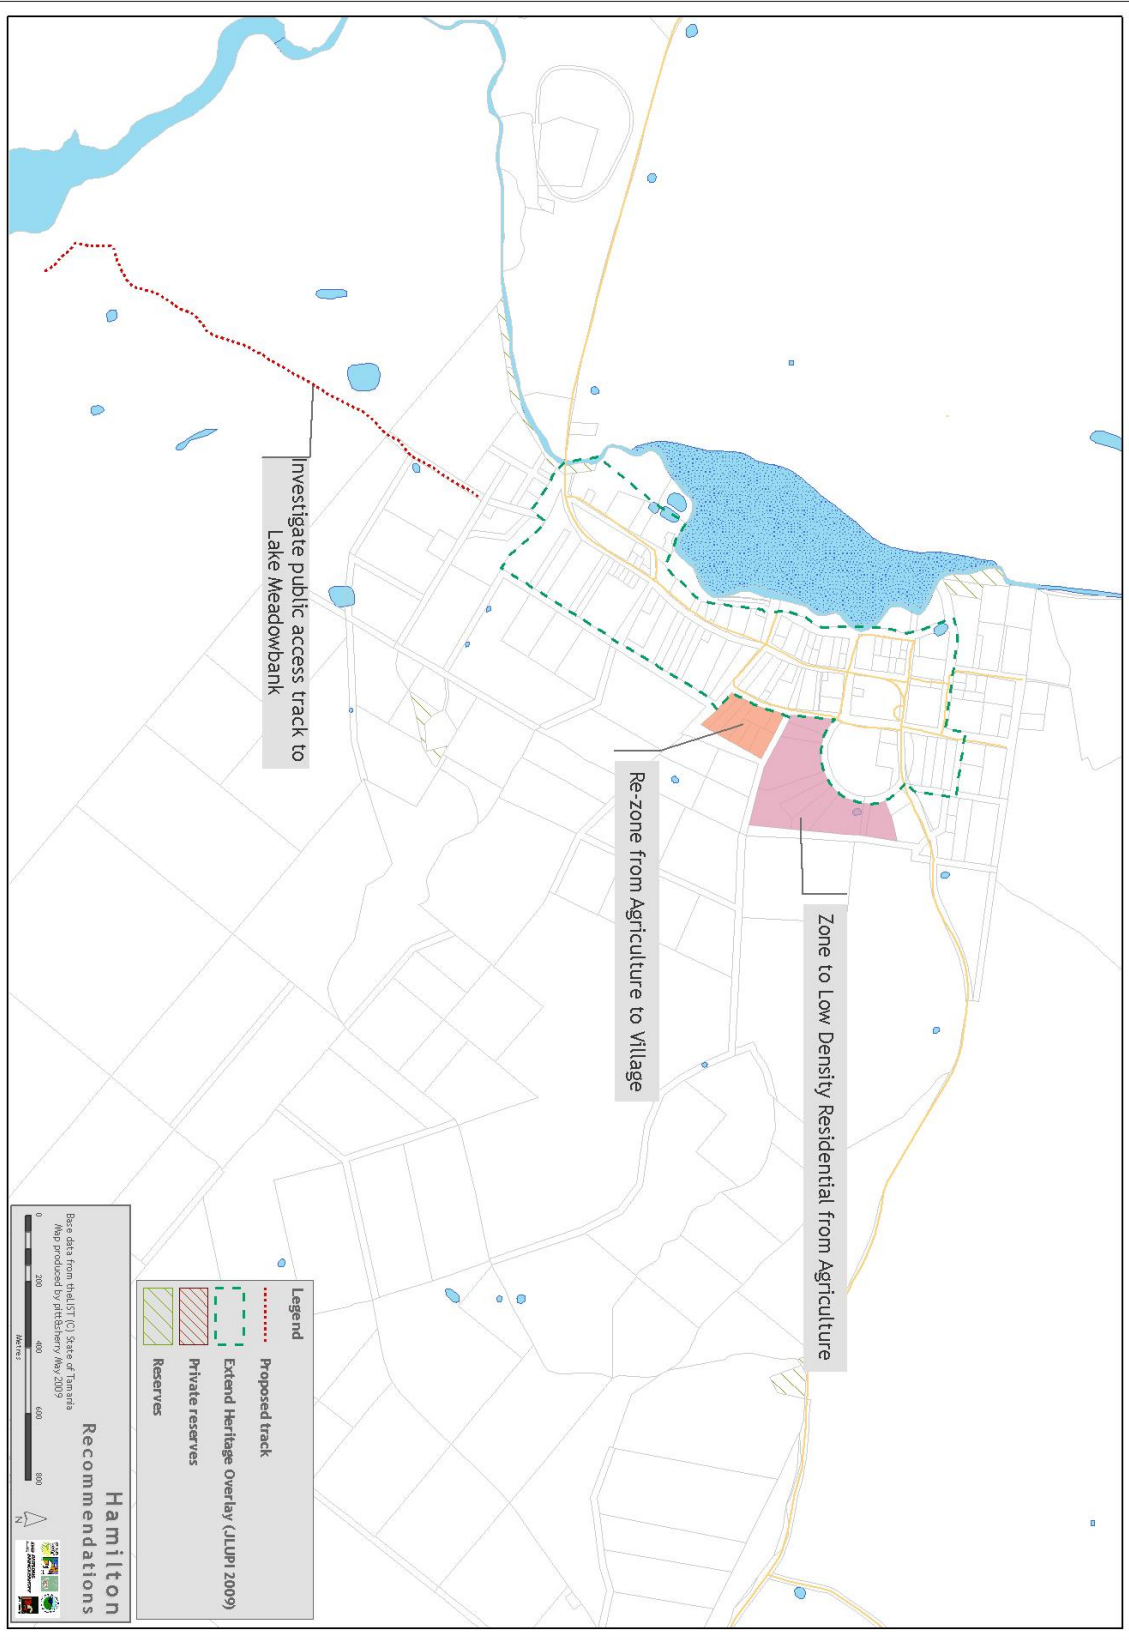 Investigate public access track to
Lake Meadowbank
Re-zone from Agriculture to Village
Zone to Low Density Residential from Agriculture
Legend
Proposed track
Extend Heritage Overlay (JLUPI 2009)
Private reserves
Reserves
Hamilton
Recommendations
Base data from theLIST (C) State of Tasmania
Map produced by pitt&sherry May 2009
0 200 400 600 800
Metres
N